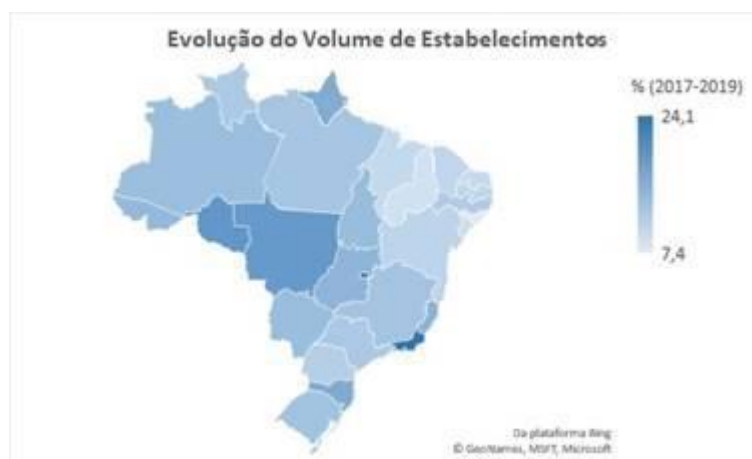 Evolução do Volume de Estabelecimentos
% (2017-2019)
24,1
7,4
Da plataforma Bing
© GeoNames, MSFT, Microsoft